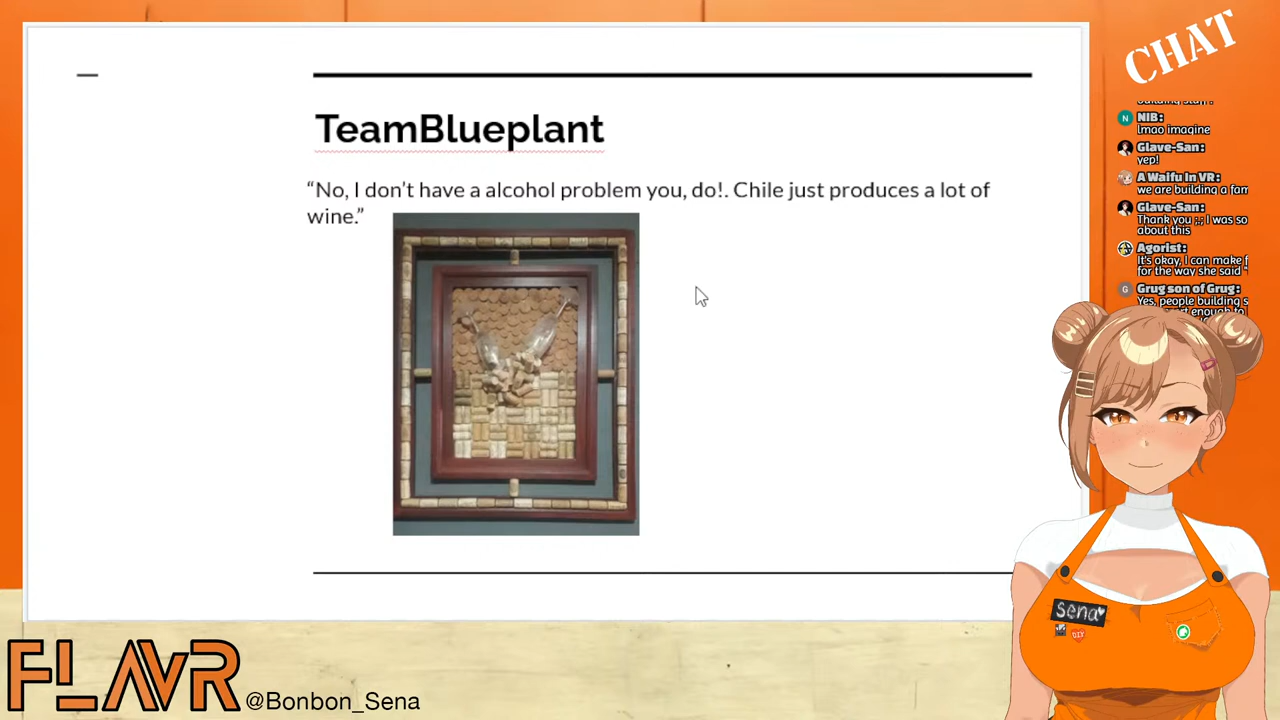 CHAT
TeamBlueplant
“No, I don’t have a alcohol problem you, do!. Chile just produces a lot of
wine.”
NIB:
lmao imagine
Glave-San:
yep!
A Waifu In VR:
we are building a fam
Glave-San:
Thank you ;.; I was so
about this
Agorist:
It's okay, I can make f
for the way she said "
Grug son of Grug:
Yes, people building s
enough to
sena
FLAVR
@Bonbon_Sena